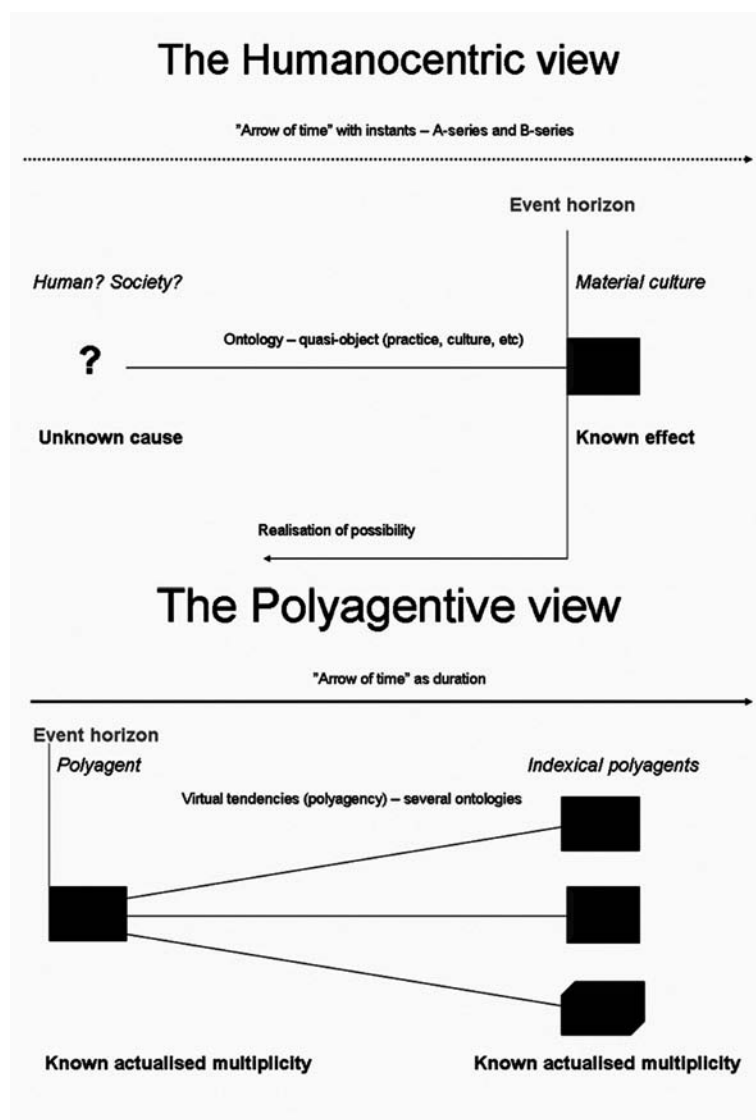 The Humanocentric view
"Arrow of time" with instants – A-series and B-series
Event horizon
Human? Society?
Material culture
Ontology – quasi-object (practice, culture, etc)
?
Unknown cause
Known effect
Realisation of possibility
The Polyagentive view
"Arrow of time" as duration
Event horizon
Polyagent
Indexical polyagents
Virtual tendencies (polyagency) – several ontologies
Known actualised multiplicity
Known actualised multiplicity